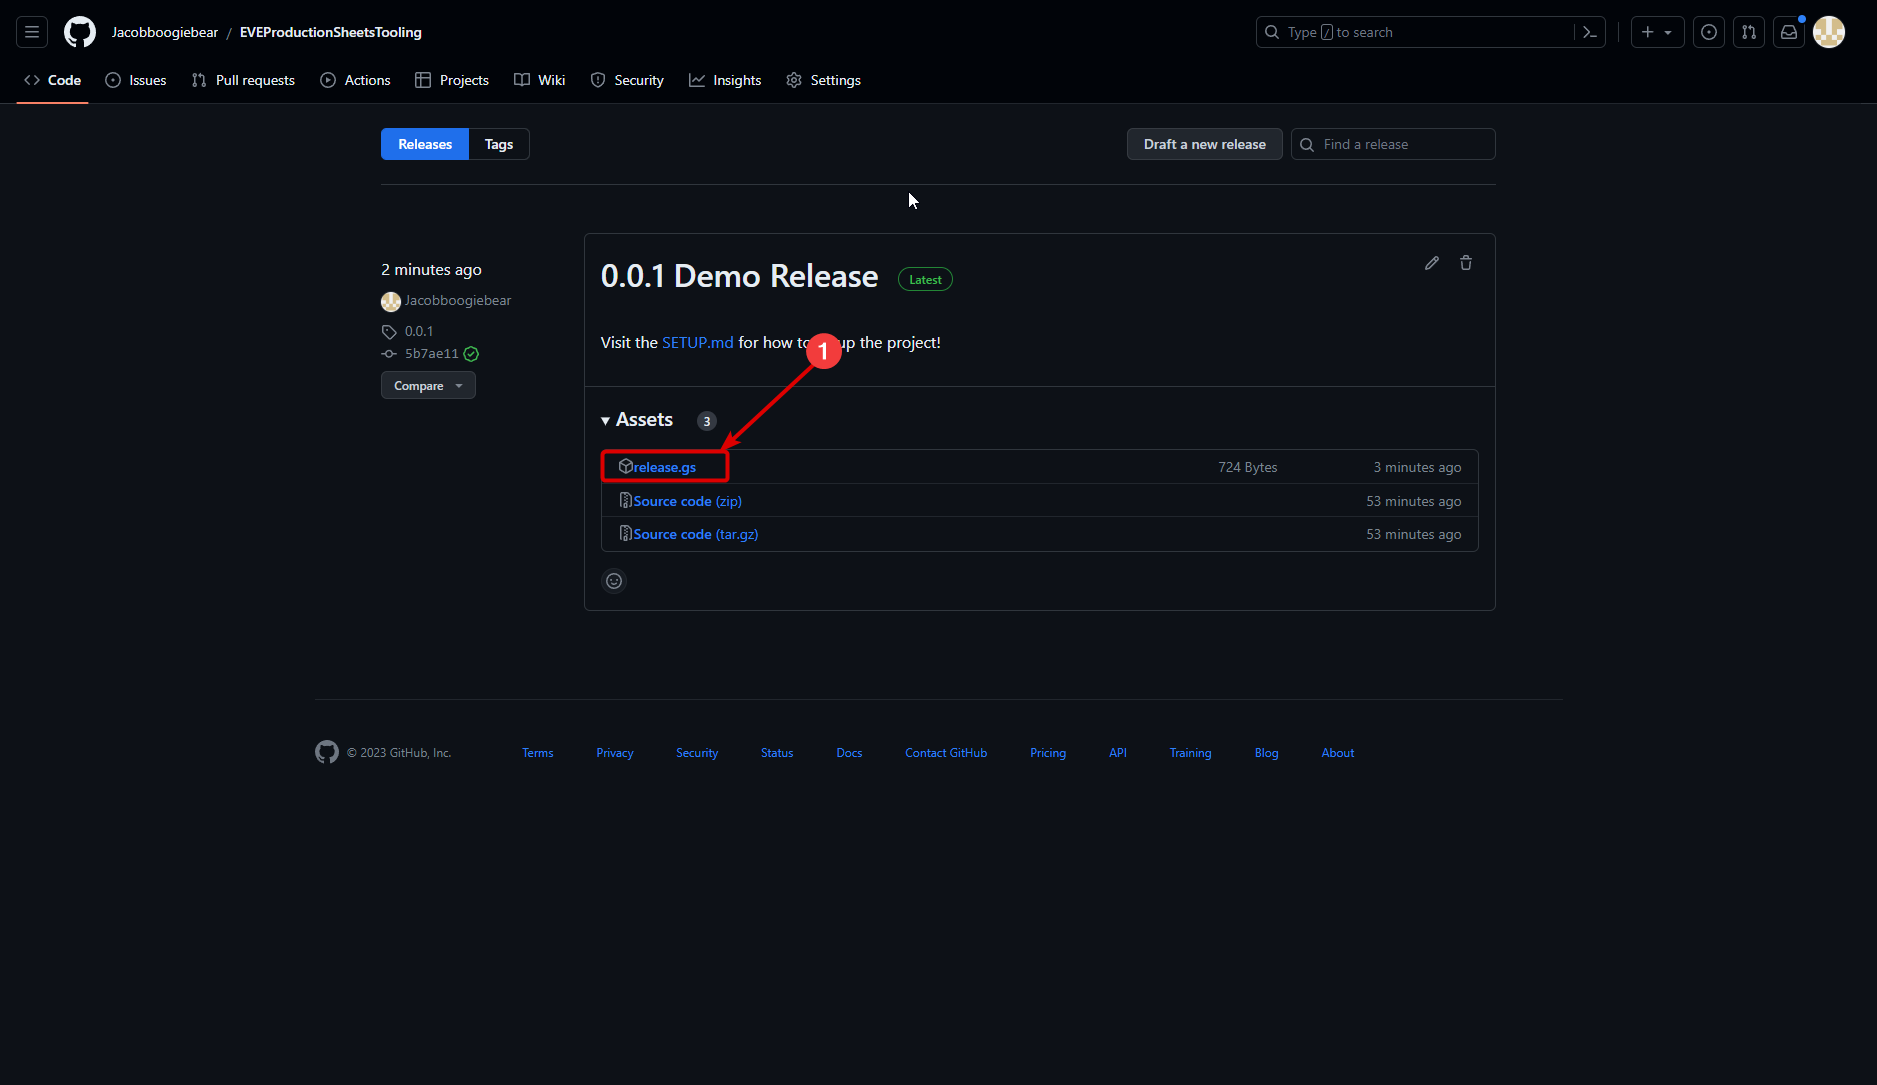 Jacobboogiebear / EVEProductionSheetsTooling
Type / to search
Code Issues Pull requests Actions Projects Wiki Security Insights Settings
Releases Tags
Draft a new release
Find a release
2 minutes ago
Jacobboogiebear
0.0.1
5b7ae11
Compare
0.0.1 Demo Release Latest
Visit the SETUP.md for how to up the project!
1
Assets 3
release.gs 724 Bytes 3 minutes ago
Source code (zip) 53 minutes ago
Source code (tar.gz) 53 minutes ago
© 2023 GitHub, Inc. Terms Privacy Security Status Docs Contact GitHub Pricing API Training Blog About